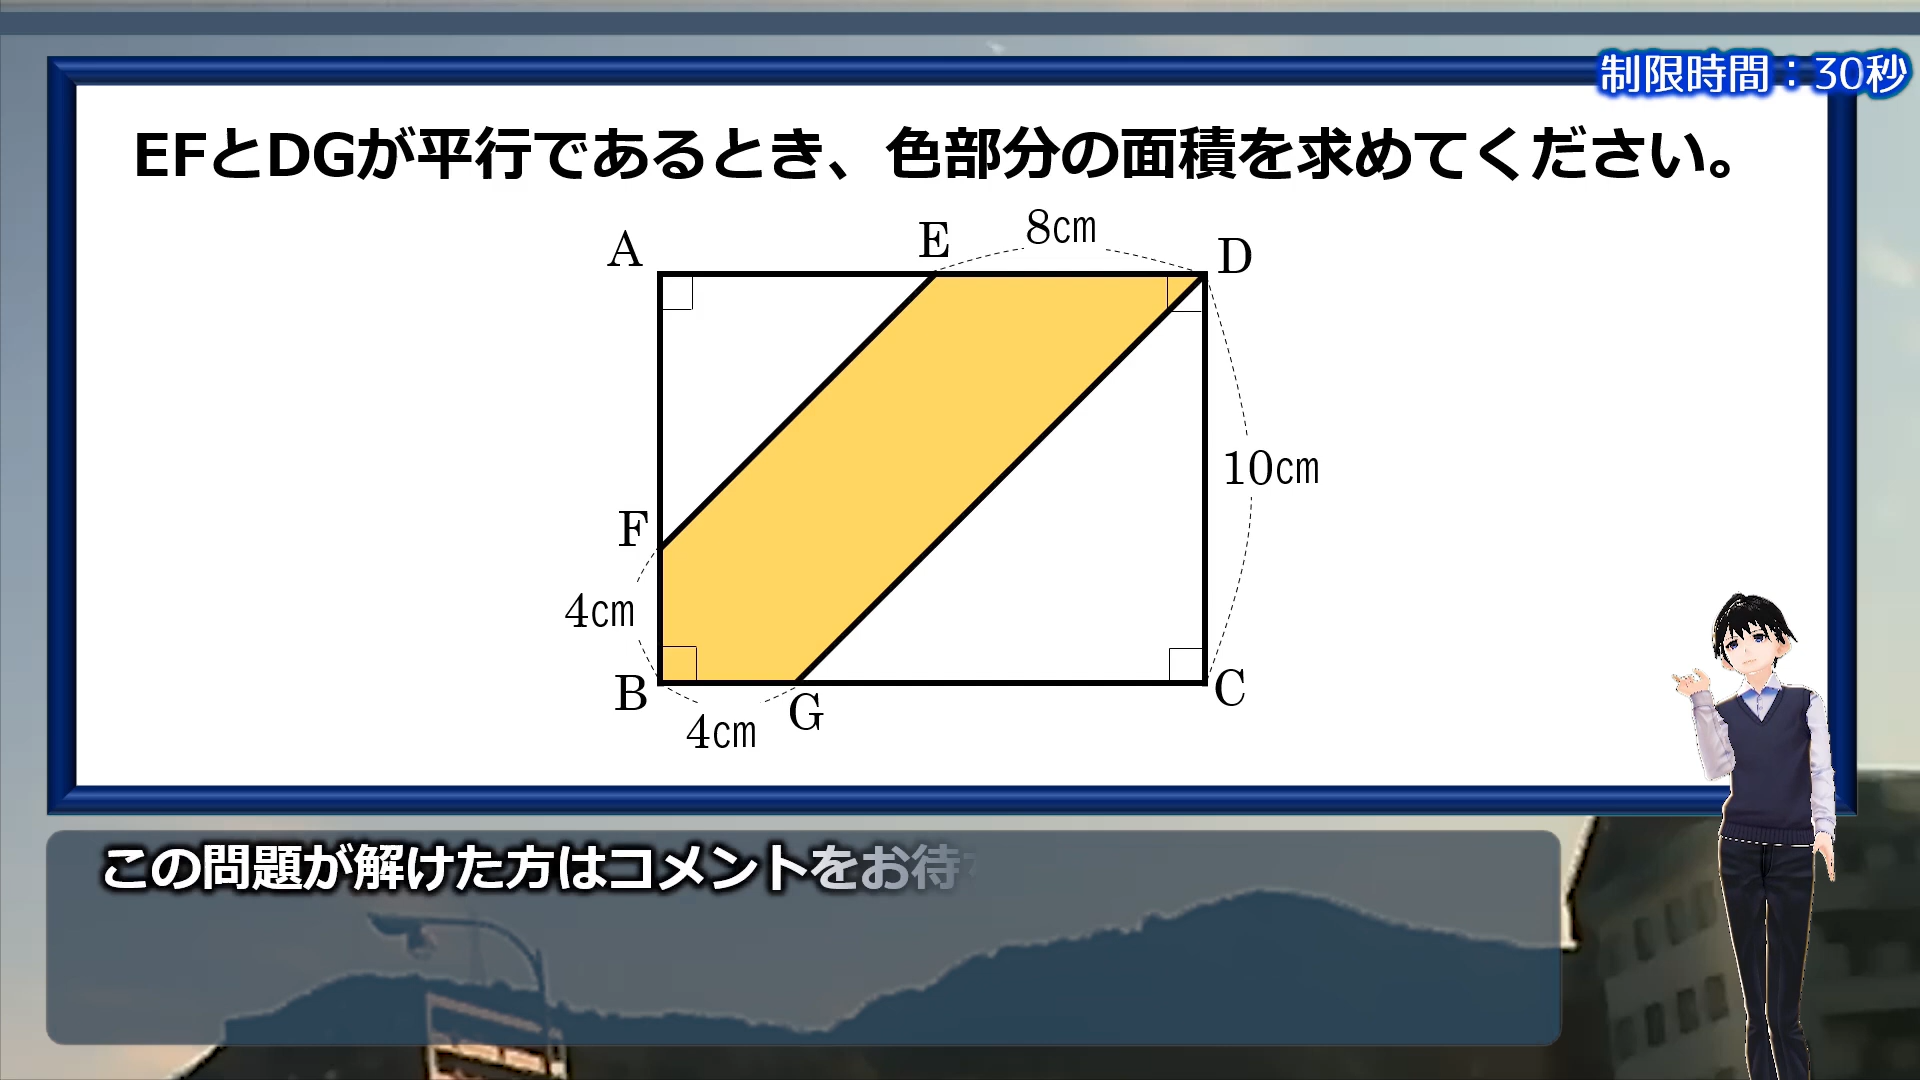 制限時間：30秒
EFとDGが平行であるとき、色部分の面積を求めてください。
8㎝
A
E
D
10㎝
F
4㎝
B
G
C
4㎝
この問題が解けた方はコメントをお待